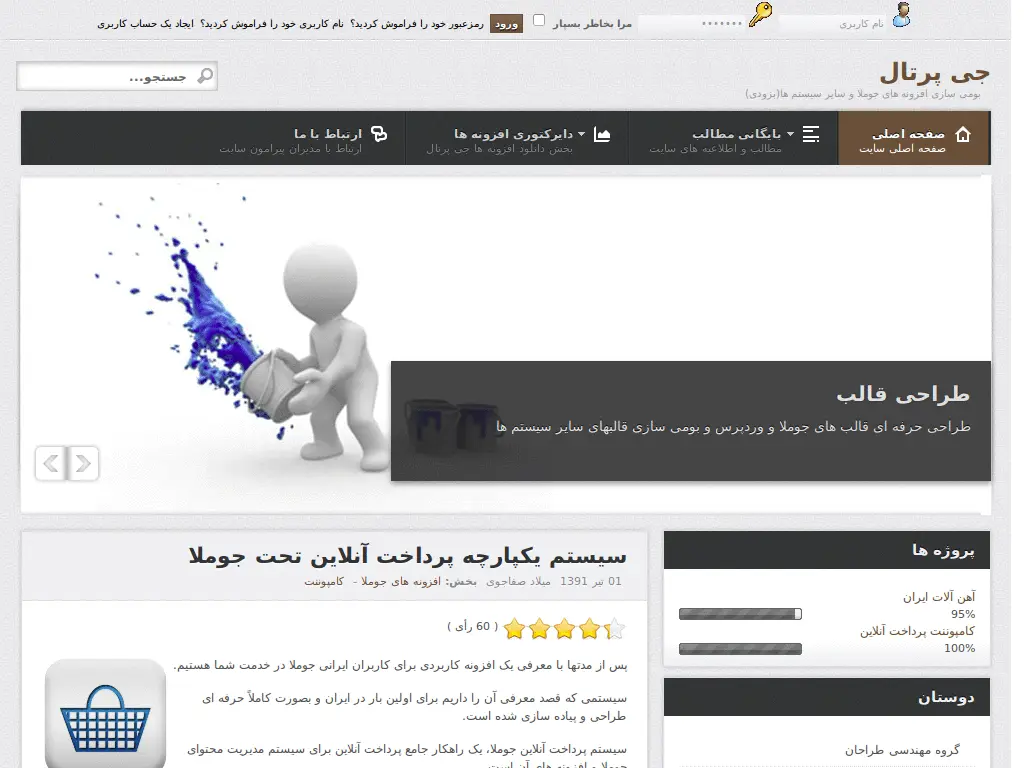 نام کاربری
•••••••
مرا بخاطر بسپار
ورود
رمزعبور خود را فراموش کردید؟ نام کاربری خود را فراموش کردید؟ ایجاد یک حساب کاربری
جی پرتال
بومی سازی افزونه های جوملا و سایر سیستم ها(بزودی)
جستجو...
صفحه اصلی
صفحه اصلی سایت
بایگانی مطالب
مطالب و اطلاعیه های سایت
دایرکتوری افزونه ها
بخش دانلود افزونه ها جی پرتال
ارتباط با ما
ارتباط با مدیران پیرامون سایت
طراحی قالب
طراحی حرفه ای قالب های جوملا و وردپرس و بومی سازی قالبهای سایر سیستم ها
پروژه ها
آهن آلات ایران
95%
کامپوننت پرداخت آنلاین
100%
دوستان
گروه مهندسی طراحان
سیستم یکپارچه پرداخت آنلاین تحت جوملا
01 تیر 1391 میلاد صفاجوی بخش: افزونه های جوملا - کامپوننت
( 60 رأی )
پس از مدتها با معرفی یک افزونه کاربردی برای کاربران ایرانی جوملا در خدمت شما هستیم.
سیستمی که قصد معرفی آن را داریم برای اولین بار در ایران و بصورت کاملاً حرفه ای
طراحی و پیاده سازی شده است.
سیستم پرداخت آنلاین جوملا، یک راهکار جامع پرداخت آنلاین برای سیستم مدیریت محتوای
جوملا و افزونه های آن است.